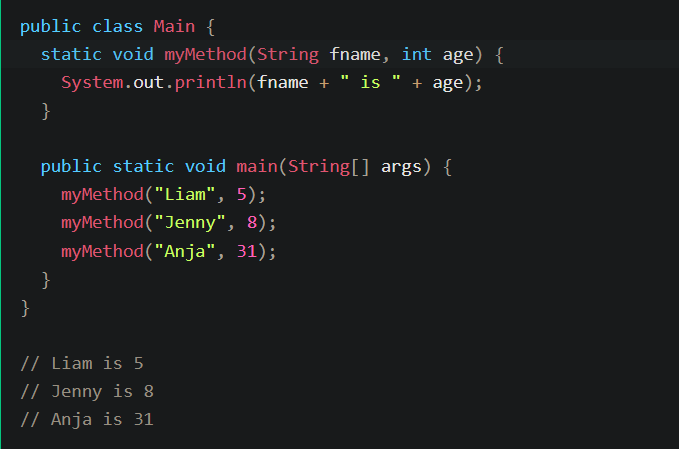 public class Main {
  static void myMethod(String fname, int age) {
    System.out.println(fname + " is " + age);
  }

  public static void main(String[] args) {
    myMethod("Liam", 5);
    myMethod("Jenny", 8);
    myMethod("Anja", 31);
  }
}

// Liam is 5
// Jenny is 8
// Anja is 31